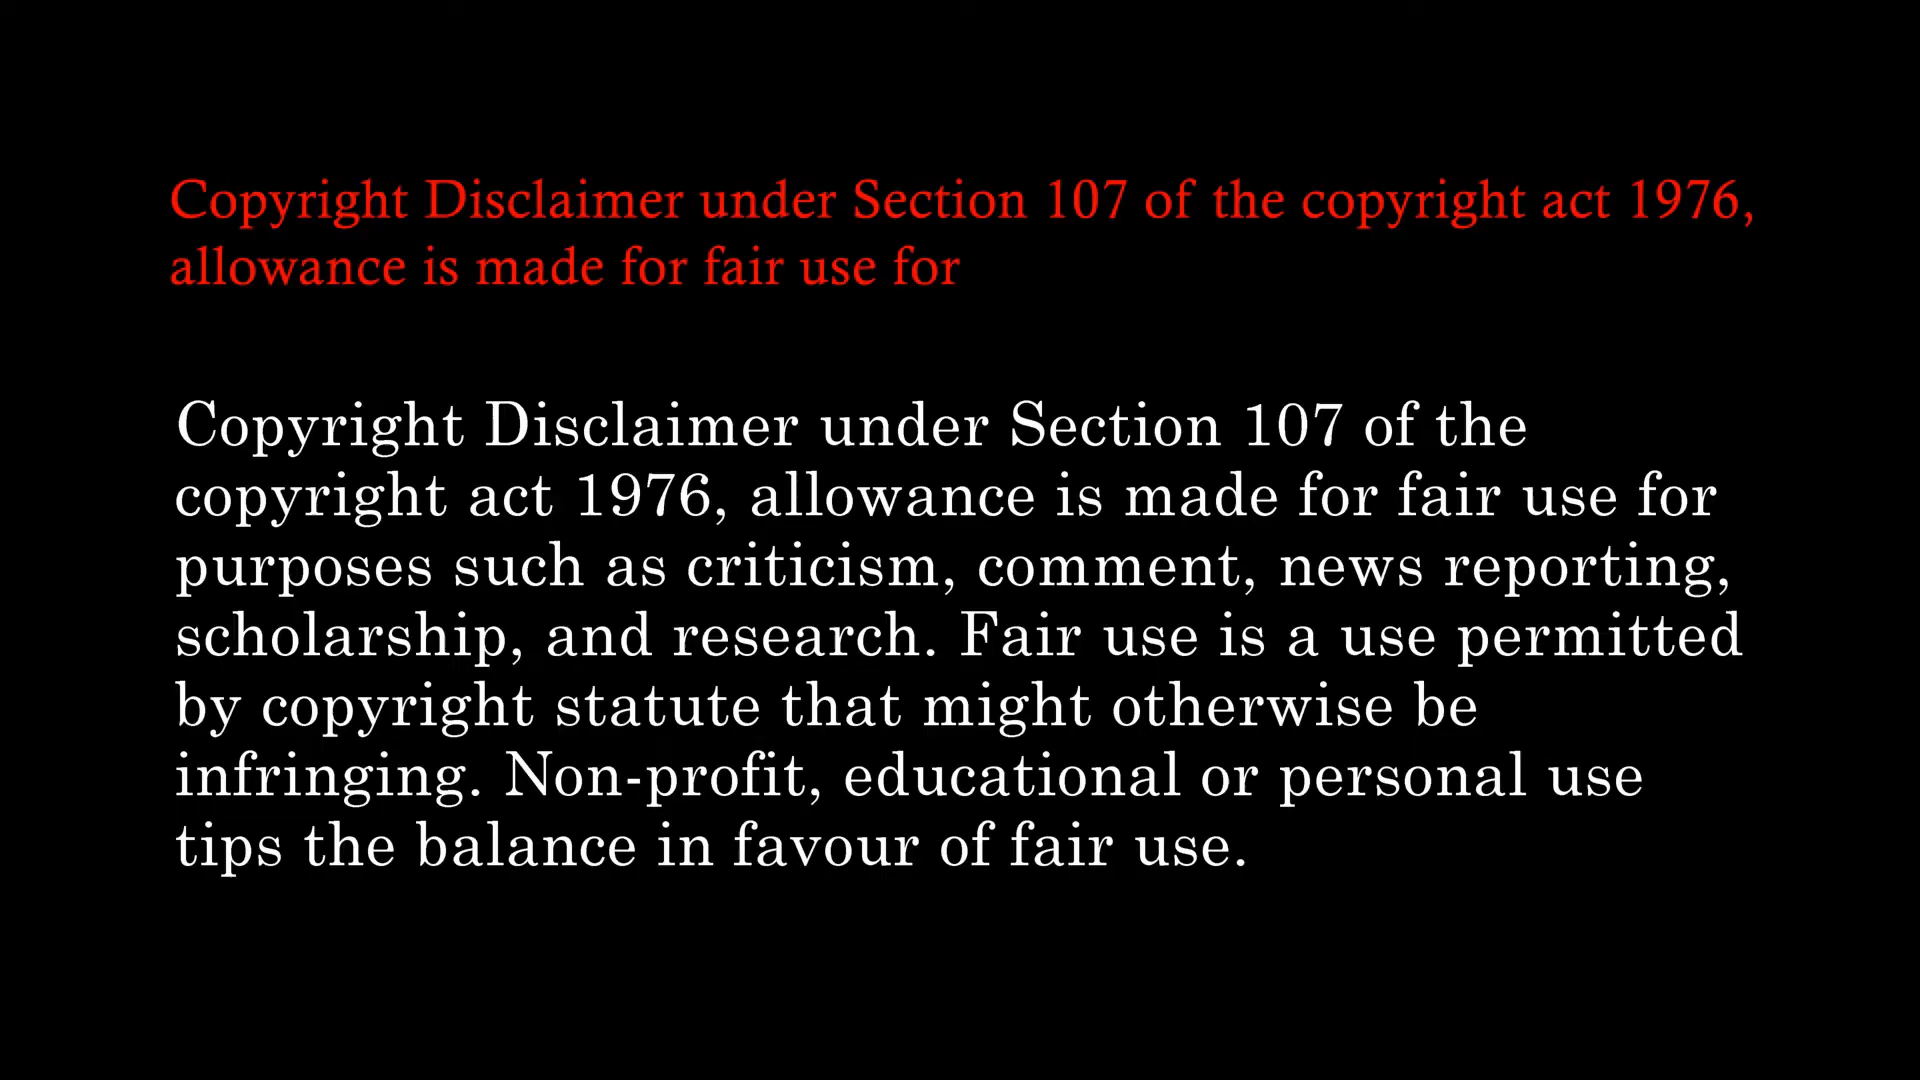 Copyright Disclaimer under Section 107 of the copyright act 1976,
allowance is made for fair use for
Copyright Disclaimer under Section 107 of the
copyright act 1976, allowance is made for fair use for
purposes such as criticism, comment, news reporting,
scholarship, and research. Fair use is a use permitted
by copyright statute that might otherwise be
infringing. Non-profit, educational or personal use
tips the balance in favour of fair use.